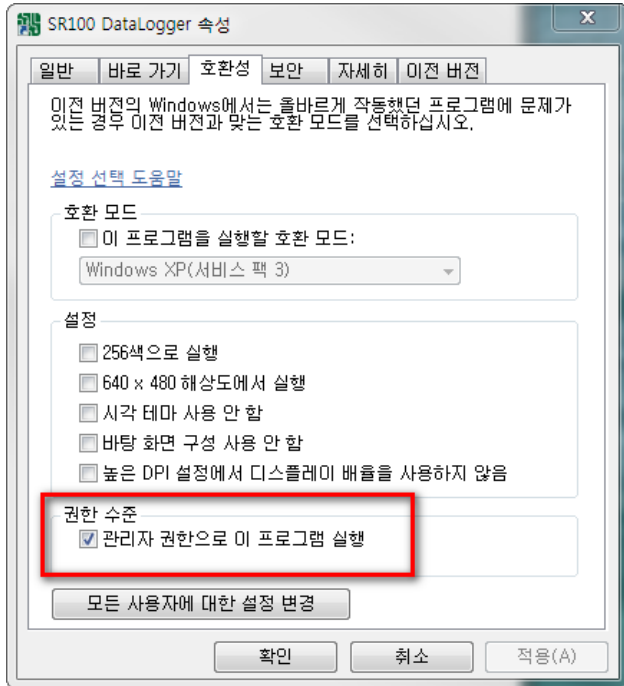 SR100 DataLogger 속성
일반 바로 가기 호환성 보안 자세히 이전 버전
이전 버전의 Windows에서는 올바르게 작동했던 프로그램에 문제가
있는 경우 이전 버전과 맞는 호환 모드를 선택하십시오.
설정 선택 도움말
호환 모드
이 프로그램을 실행할 호환 모드:
Windows XP(서비스 팩 3)
설정
256색으로 실행
640 x 480 해상도에서 실행
시각 테마 사용 안 함
바탕 화면 구성 사용 안 함
높은 DPI 설정에서 디스플레이 배율을 사용하지 않음
권한 수준
관리자 권한으로 이 프로그램 실행
모든 사용자에 대한 설정 변경
확인 취소 적용(A)